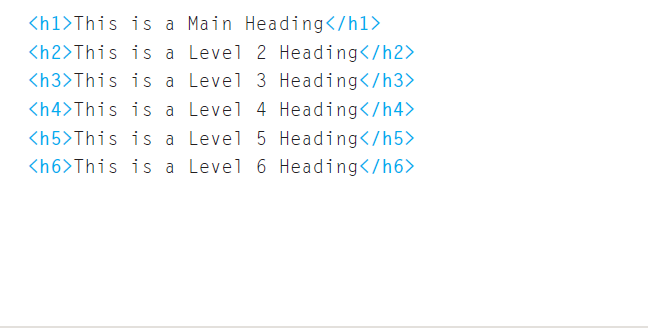 <h1>This is a Main Heading</h1>
<h2>This is a Level 2 Heading</h2>
<h3>This is a Level 3 Heading</h3>
<h4>This is a Level 4 Heading</h4>
<h5>This is a Level 5 Heading</h5>
<h6>This is a Level 6 Heading</h6>